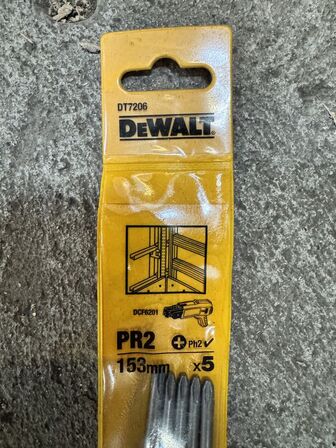 DT7206
DEWALT
DCF6201
PR2 Ph2
153mm x5